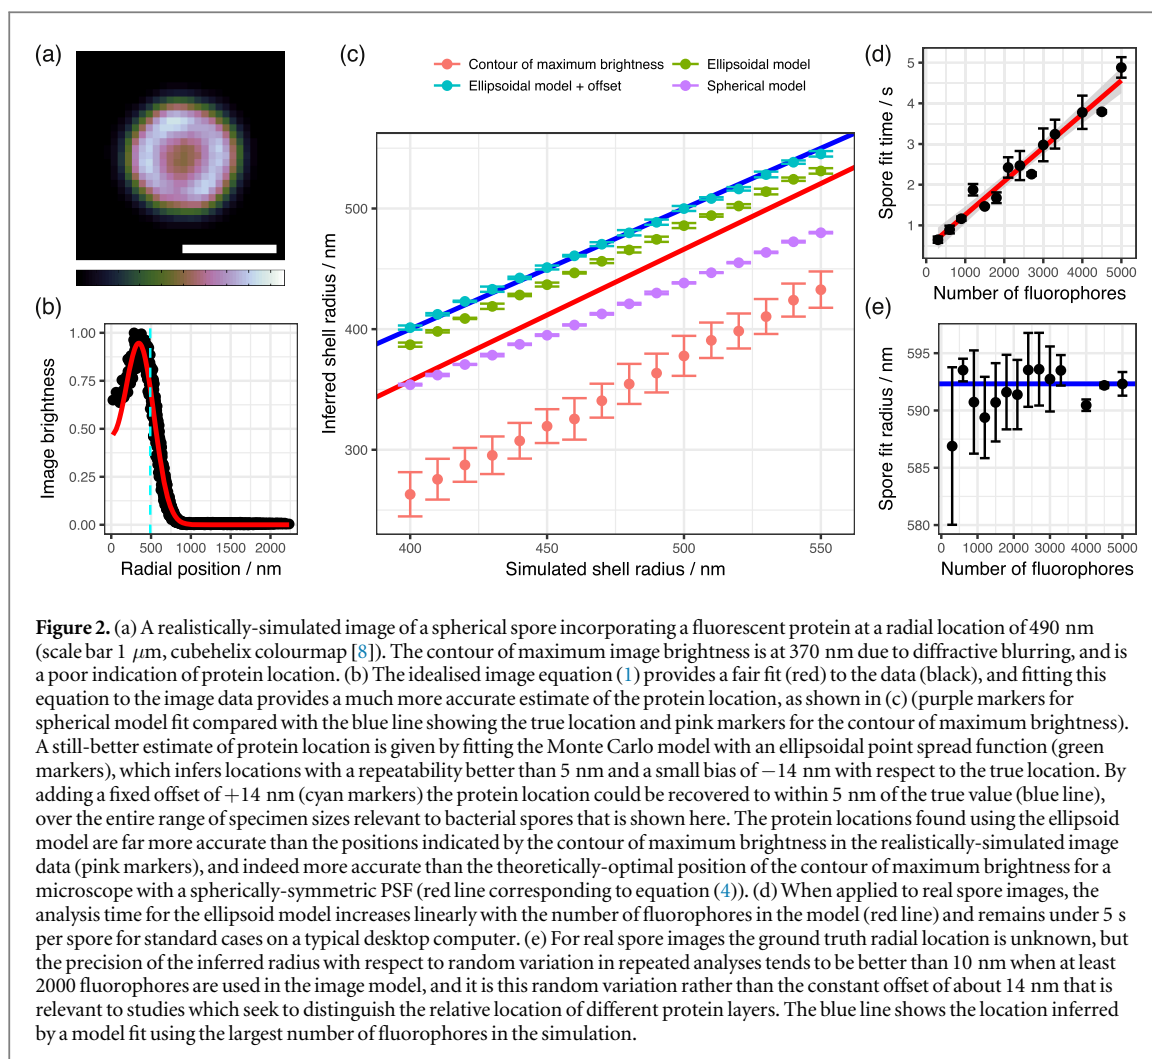 (a)
(b)
1.00
0.75
0.50
0.25
0.00
Image brightness
0 500 1000 1500 2000
Radial position / nm
(c)
Contour of maximum brightness
Ellipsoidal model
Ellipsoidal model + offset
Spherical model
500
400
300
Inferred shell radius / nm
400 450 500 550
Simulated shell radius / nm
(d)
5
4
3
2
1
Spore fit time / s
0 1000 2000 3000 4000 5000
Number of fluorophores
(e)
595
590
585
580
Spore fit radius / nm
0 1000 2000 3000 4000 5000
Number of fluorophores
Figure 2. (a) A realistically-simulated image of a spherical spore incorporating a fluorescent protein at a radial location of 490 nm
(scale bar 1 μm, cubehelix colourmap [8]). The contour of maximum image brightness is at 370 nm due to diffractive blurring, and is
a poor indication of protein location. (b) The idealised image equation (1) provides a fair fit (red) to the data (black), and fitting this
equation to the image data provides a much more accurate estimate of the protein location, as shown in (c) (purple markers for
spherical model fit compared with the blue line showing the true location and pink markers for the contour of maximum brightness).
A still-better estimate of protein location is given by fitting the Monte Carlo model with an ellipsoidal point spread function (green
markers), which infers locations with a repeatability better than 5 nm and a small bias of −14 nm with respect to the true location. By
adding a fixed offset of +14 nm (cyan markers) the protein location could be recovered to within 5 nm of the true value (blue line),
over the entire range of specimen sizes relevant to bacterial spores that is shown here. The protein locations found using the ellipsoid
model are far more accurate than the positions indicated by the contour of maximum brightness in the realistically-simulated image
data (pink markers), and indeed more accurate than the theoretically-optimal position of the contour of maximum brightness for a
microscope with a spherically-symmetric PSF (red line corresponding to equation (4)). (d) When applied to real spore images, the
analysis time for the ellipsoid model increases linearly with the number of fluorophores in the model (red line) and remains under 5 s
per spore for standard cases on a typical desktop computer. (e) For real spore images the ground truth radial location is unknown, but
the precision of the inferred radius with respect to random variation in repeated analyses tends to be better than 10 nm when at least
2000 fluorophores are used in the image model, and it is this random variation rather than the constant offset of about 14 nm that is
relevant to studies which seek to distinguish the relative location of different protein layers. The blue line shows the location inferred
by a model fit using the largest number of fluorophores in the simulation.